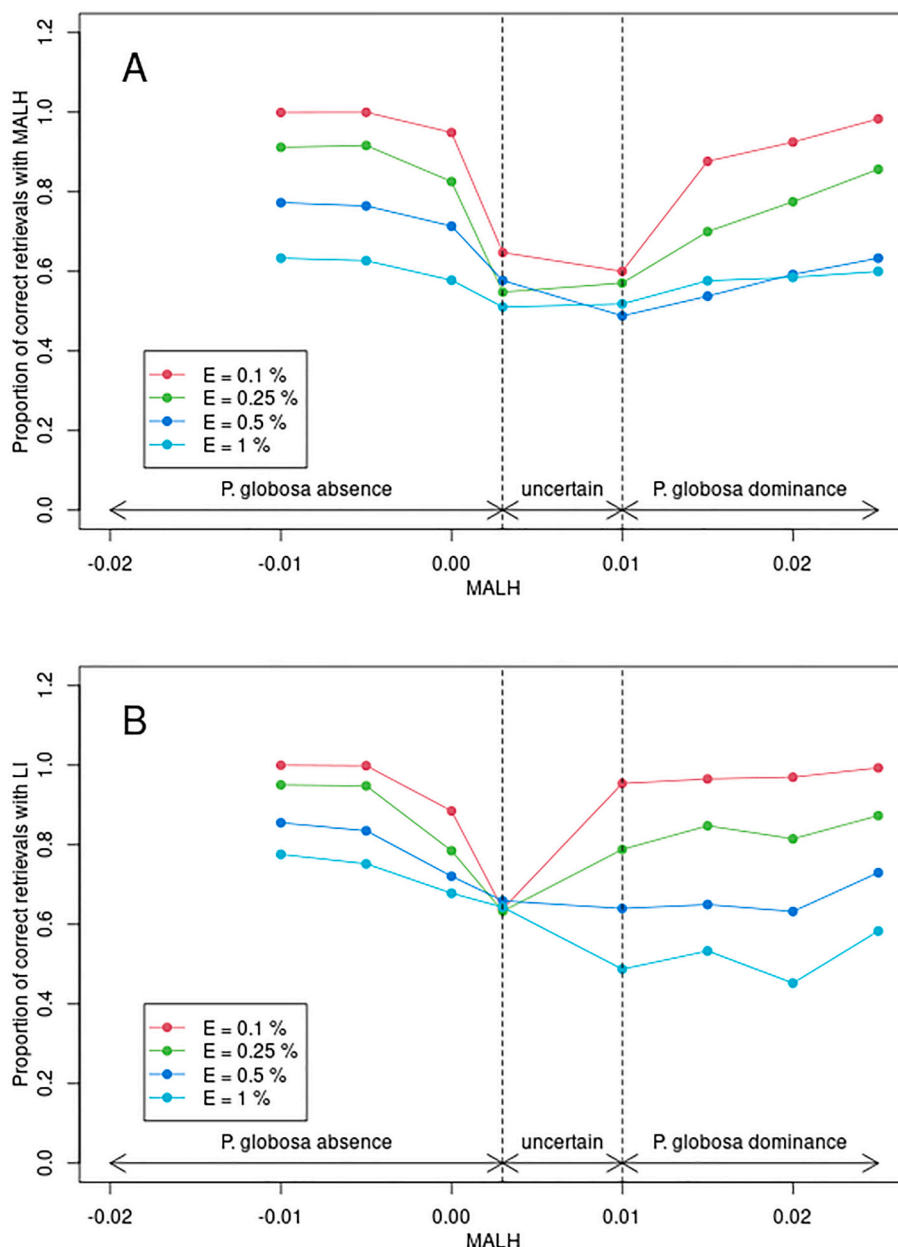 A
Proportion of correct retrievals with MALH
1.2
1.0
0.8
0.6
0.4
0.2
0.0
E = 0.1 %
E = 0.25 %
E = 0.5 %
E = 1 %
P. globosa absence
uncertain
P. globosa dominance
-0.02
-0.01
0.00
0.01
0.02
MALH
B
Proportion of correct retrievals with LI
1.2
1.0
0.8
0.6
0.4
0.2
0.0
E = 0.1 %
E = 0.25 %
E = 0.5 %
E = 1 %
P. globosa absence
uncertain
P. globosa dominance
-0.02
-0.01
0.00
0.01
0.02
MALH